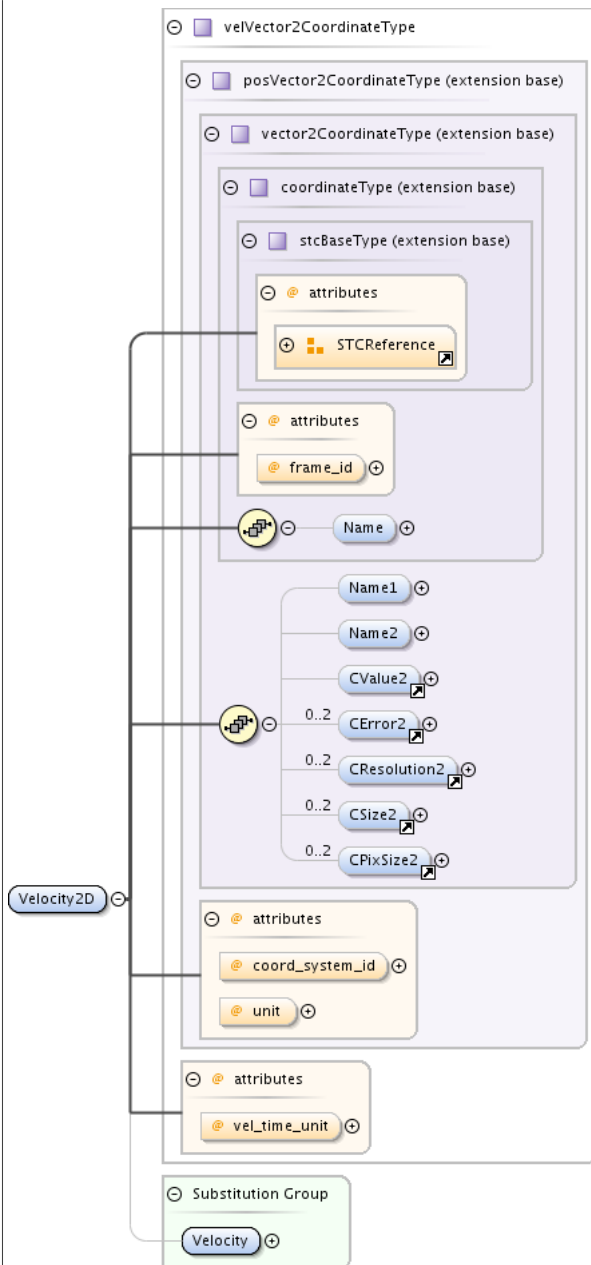 velVector2CoordinateType
posVector2CoordinateType (extension base)
vector2CoordinateType (extension base)
coordinateType (extension base)
stcBaseType (extension base)
@ attributes
STCReference
@ attributes
@ frame_id
Name
Name1
Name2
CValue2
0..2 CError2
0..2 CResolution2
0..2 CSize2
0..2 CPixSize2
Velocity2D
@ attributes
@ coord_system_id
@ unit
@ attributes
@ vel_time_unit
Substitution Group
Velocity